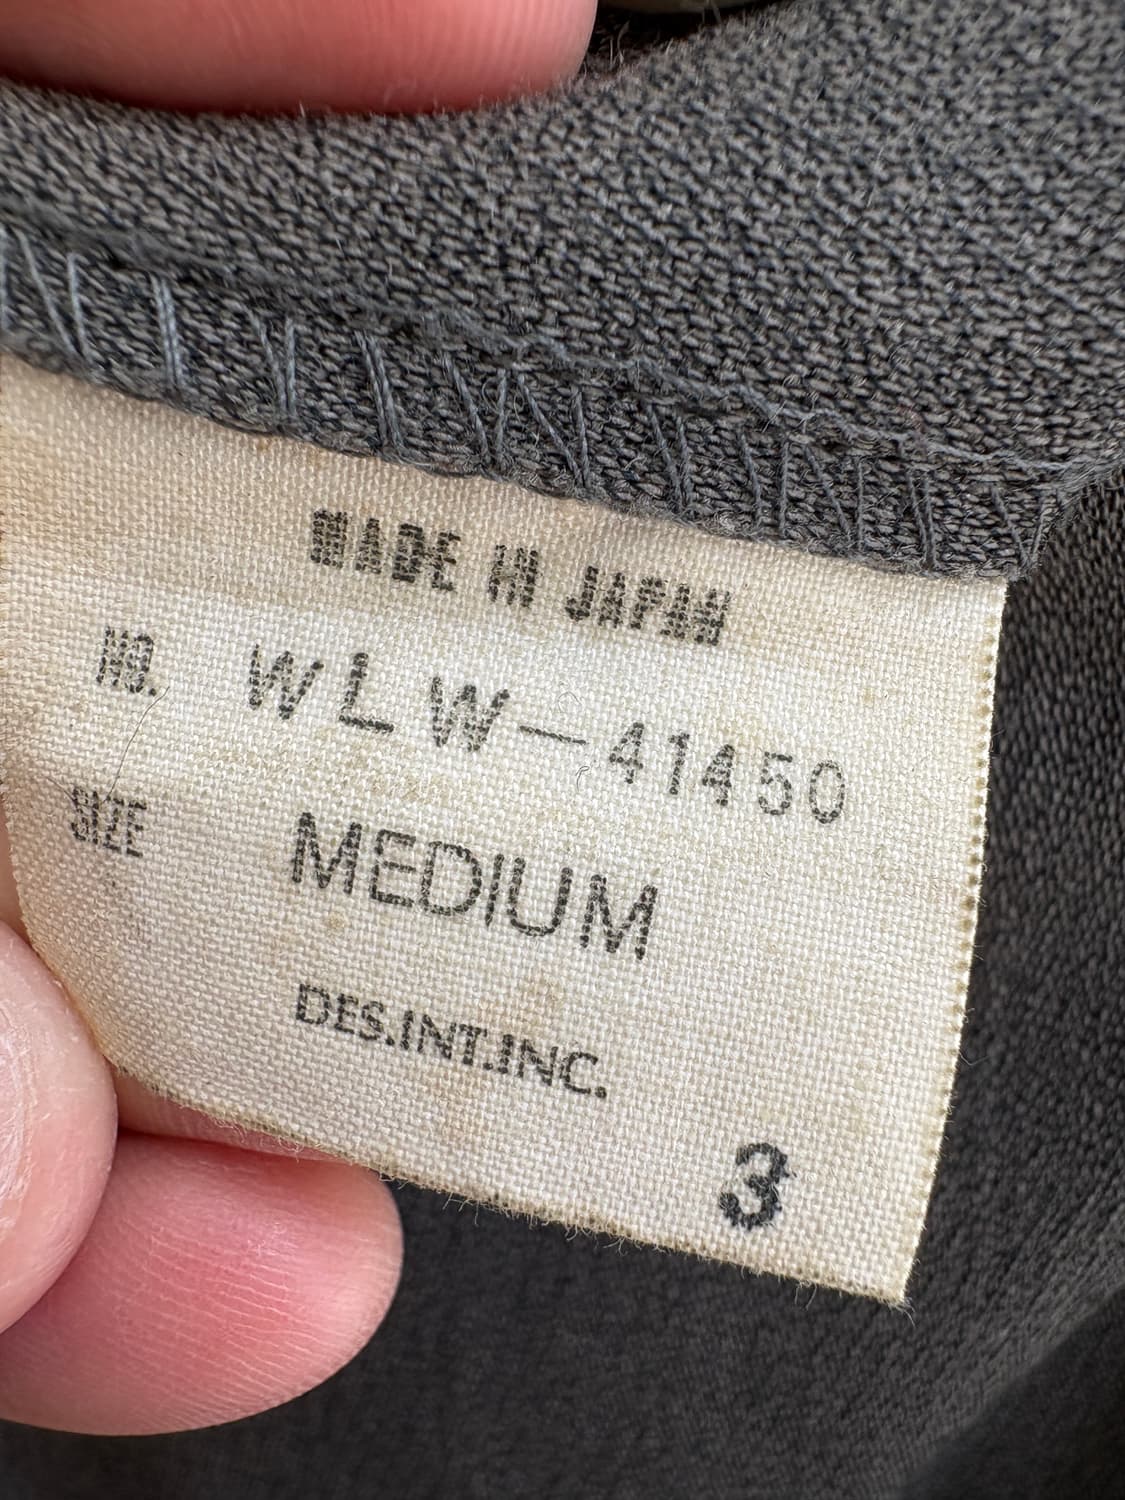 MADE IN JAPAN
NO. WLW-41450
SIZE MEDIUM
DES.INT.INC.
3